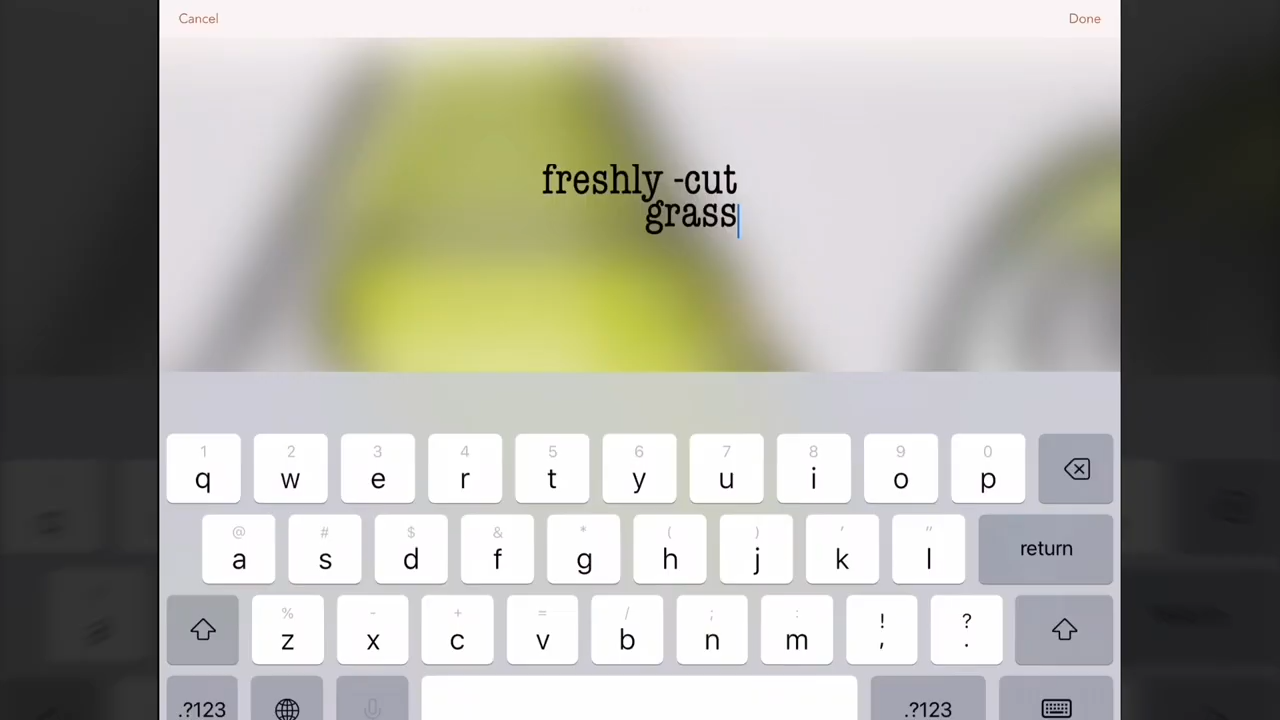 Cancel
Done
freshly -cut
grass
1 2 3 4 5 6 7 8 9 0
q w e r t y u i o p
@ # $ & * ( ) ' "
a s d f g h j k l return
% - + = / ; : ! ?
z x c v b n m , .
.?123 .?123